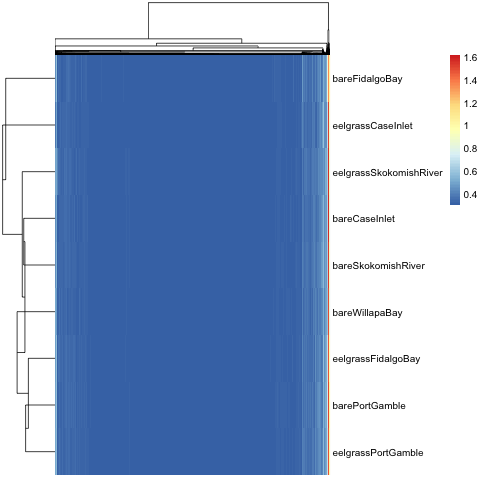 1.6
bareFidalgoBay
1.4
1.2
eelgrassCaseInlet
1
0.8
eelgrassSkokomishRiver
0.6
0.4
bareCaseInlet
bareSkokomishRiver
bareWillapaBay
eelgrassFidalgoBay
barePortGamble
eelgrassPortGamble